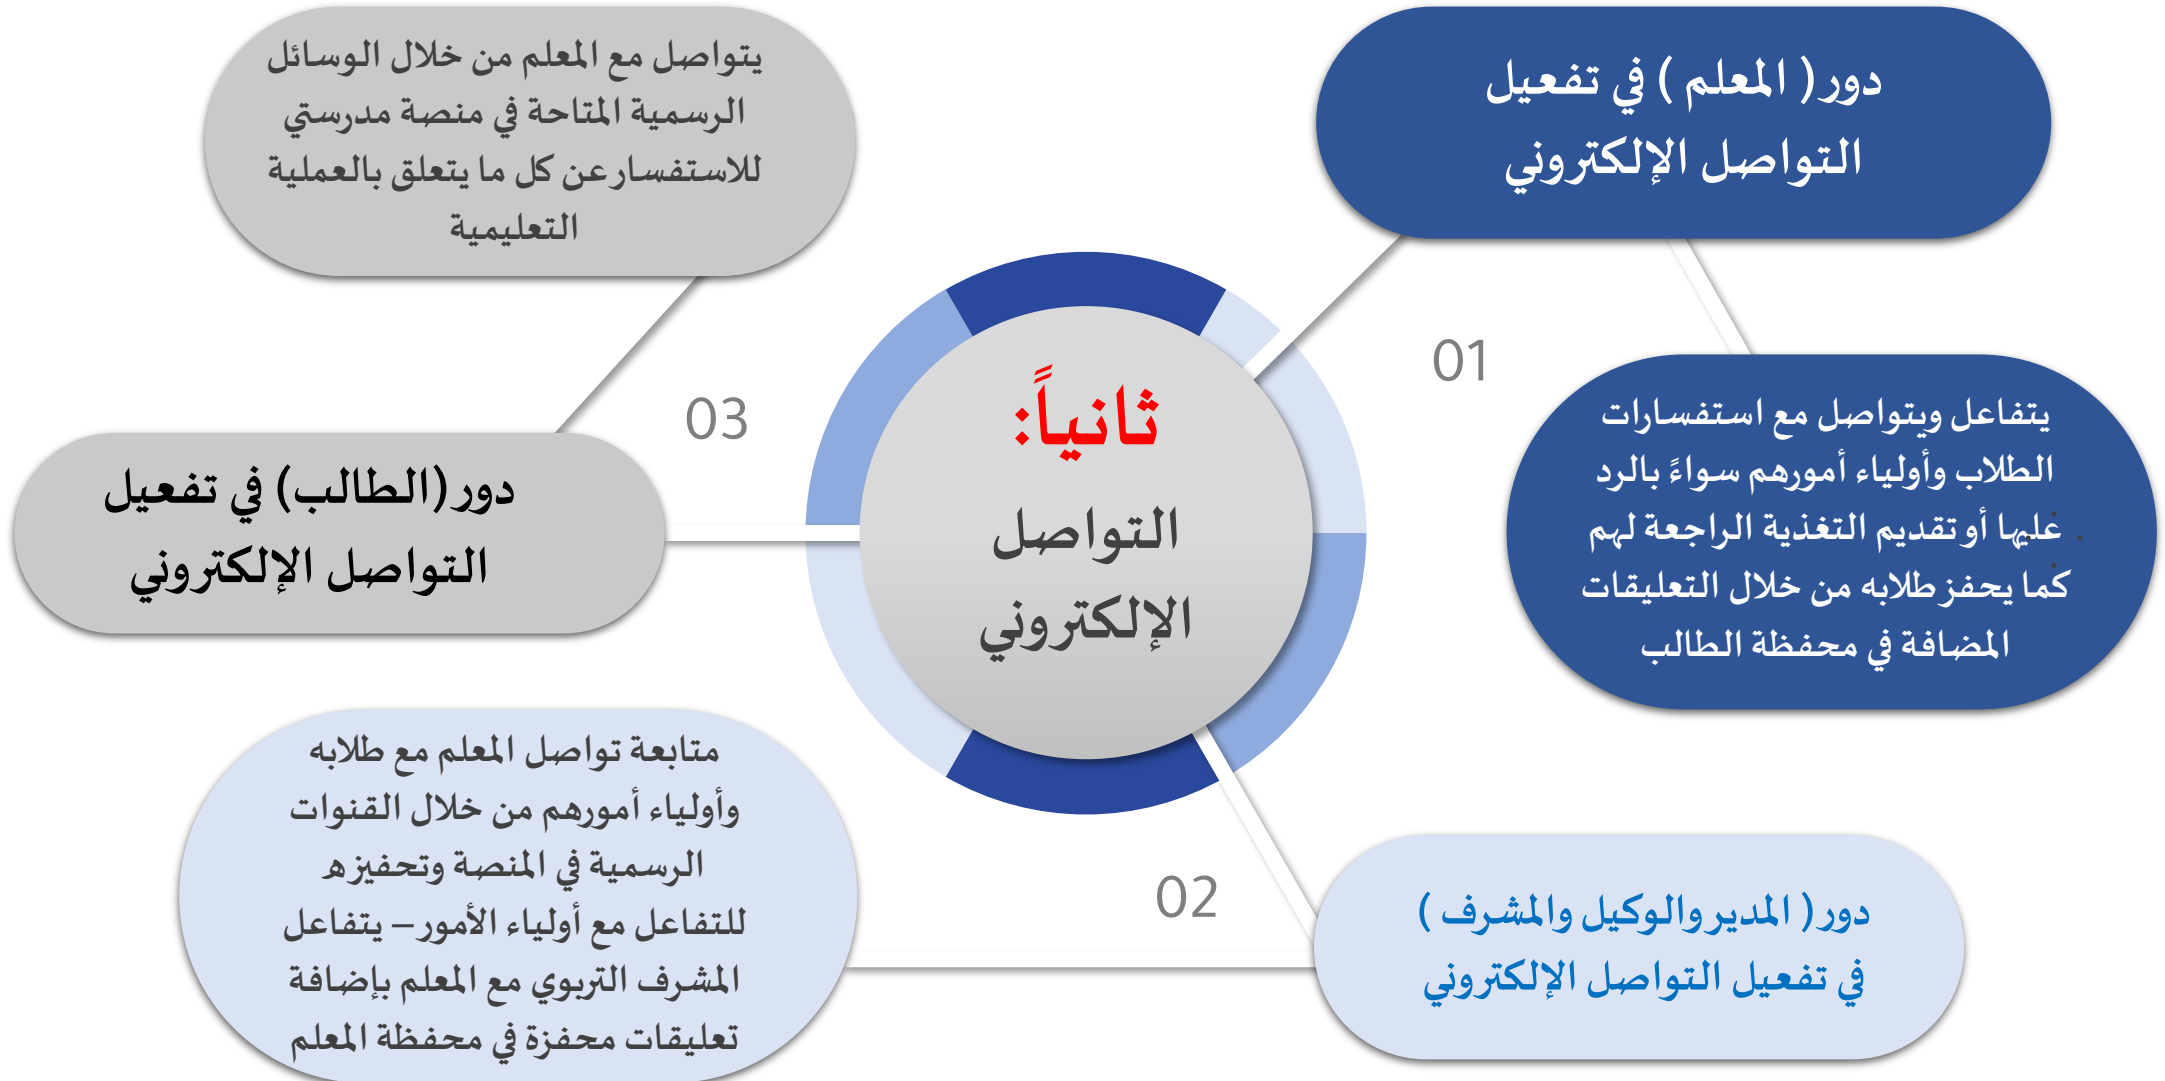 ثانياً:
التواصل
الإلكتروني
01
دور ( المعلم ) في تفعيل
التواصل الإلكتروني
يتفاعل ويتواصل مع استفسارات
الطلاب وأولياء أمورهم سواءً بالرد
عليها أو تقديم التغذية الراجعة لهم
كما يحفز طلابه من خلال التعليقات
المضافة في محفظة الطالب
02
دور ( المدير والوكيل والمشرف )
في تفعيل التواصل الإلكتروني
متابعة تواصل المعلم مع طلابه
وأولياء أمورهم من خلال القنوات
الرسمية في المنصة وتحفيزه
للتفاعل مع أولياء الأمور – يتفاعل
المشرف التربوي مع المعلم بإضافة
تعليقات محفزة في محفظة المعلم
03
دور (الطالب) في تفعيل
التواصل الإلكتروني
يتواصل مع المعلم من خلال الوسائل
الرسمية المتاحة في منصة مدرستي
للاستفسار عن كل ما يتعلق بالعملية
التعليمية